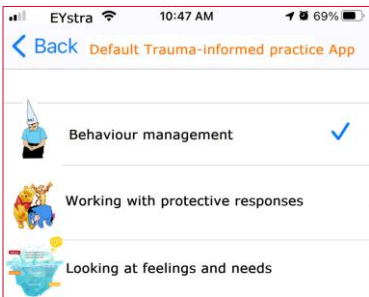 EYstra 10:47 AM 69%
Back Default Trauma-informed practice App
Behaviour management
Working with protective responses
Looking at feelings and needs